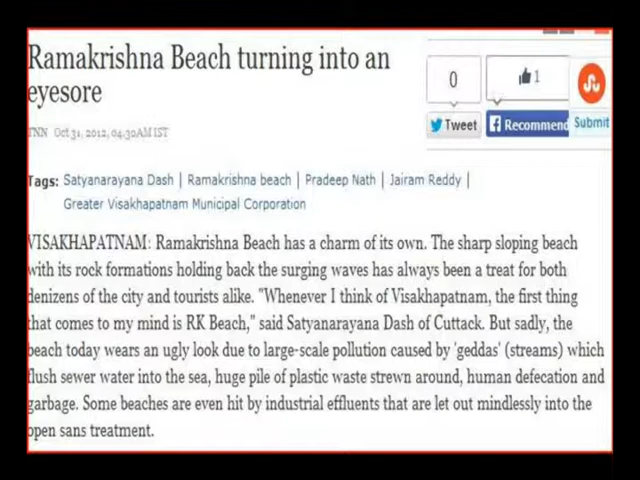 Ramakrishna Beach turning into an
eyesore
TNN Oct 31, 2012, 04.30AM IST
0
1
Tweet
Recommend
Submit
Tags: Satyanarayana Dash | Ramakrishna beach | Pradeep Nath | Jairam Reddy |
Greater Visakhapatnam Municipal Corporation
VISAKHAPATNAM: Ramakrishna Beach has a charm of its own. The sharp sloping beach
with its rock formations holding back the surging waves has always been a treat for both
denizens of the city and tourists alike. "Whenever I think of Visakhapatnam, the first thing
that comes to my mind is RK Beach," said Satyanarayana Dash of Cuttack. But sadly, the
beach today wears an ugly look due to large-scale pollution caused by 'geddas' (streams) which
flush sewer water into the sea, huge pile of plastic waste strewn around, human defecation and
garbage. Some beaches are even hit by industrial effluents that are let out mindlessly into the
open sans treatment.